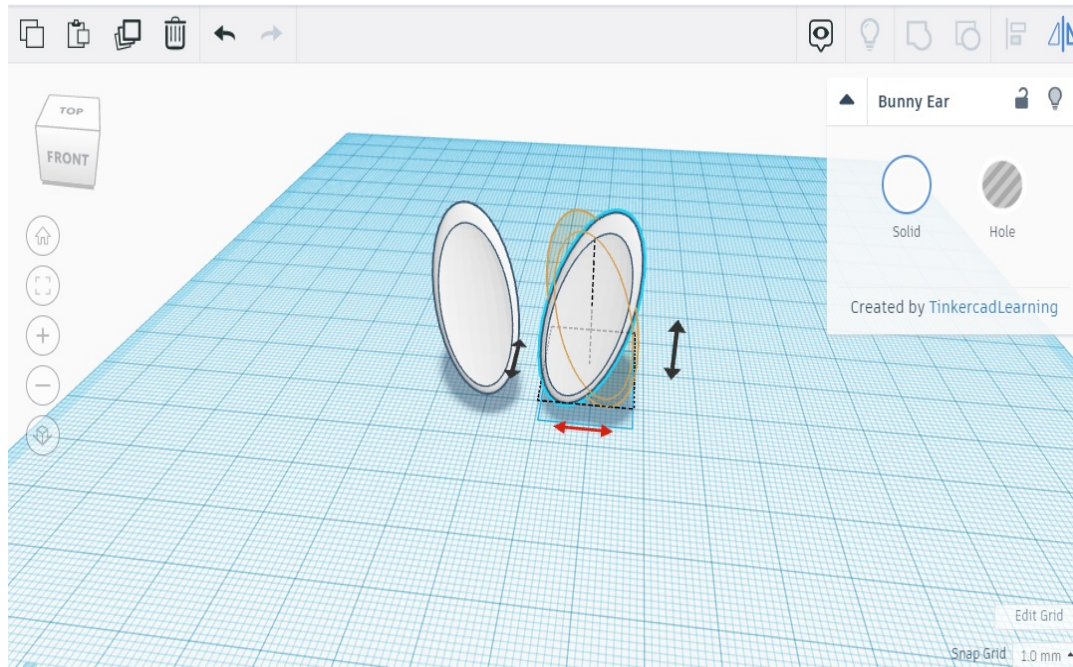 TOP
FRONT
Bunny Ear
Solid Hole
Created by TinkercadLearning
Edit Grid
Snap Grid 1.0 mm